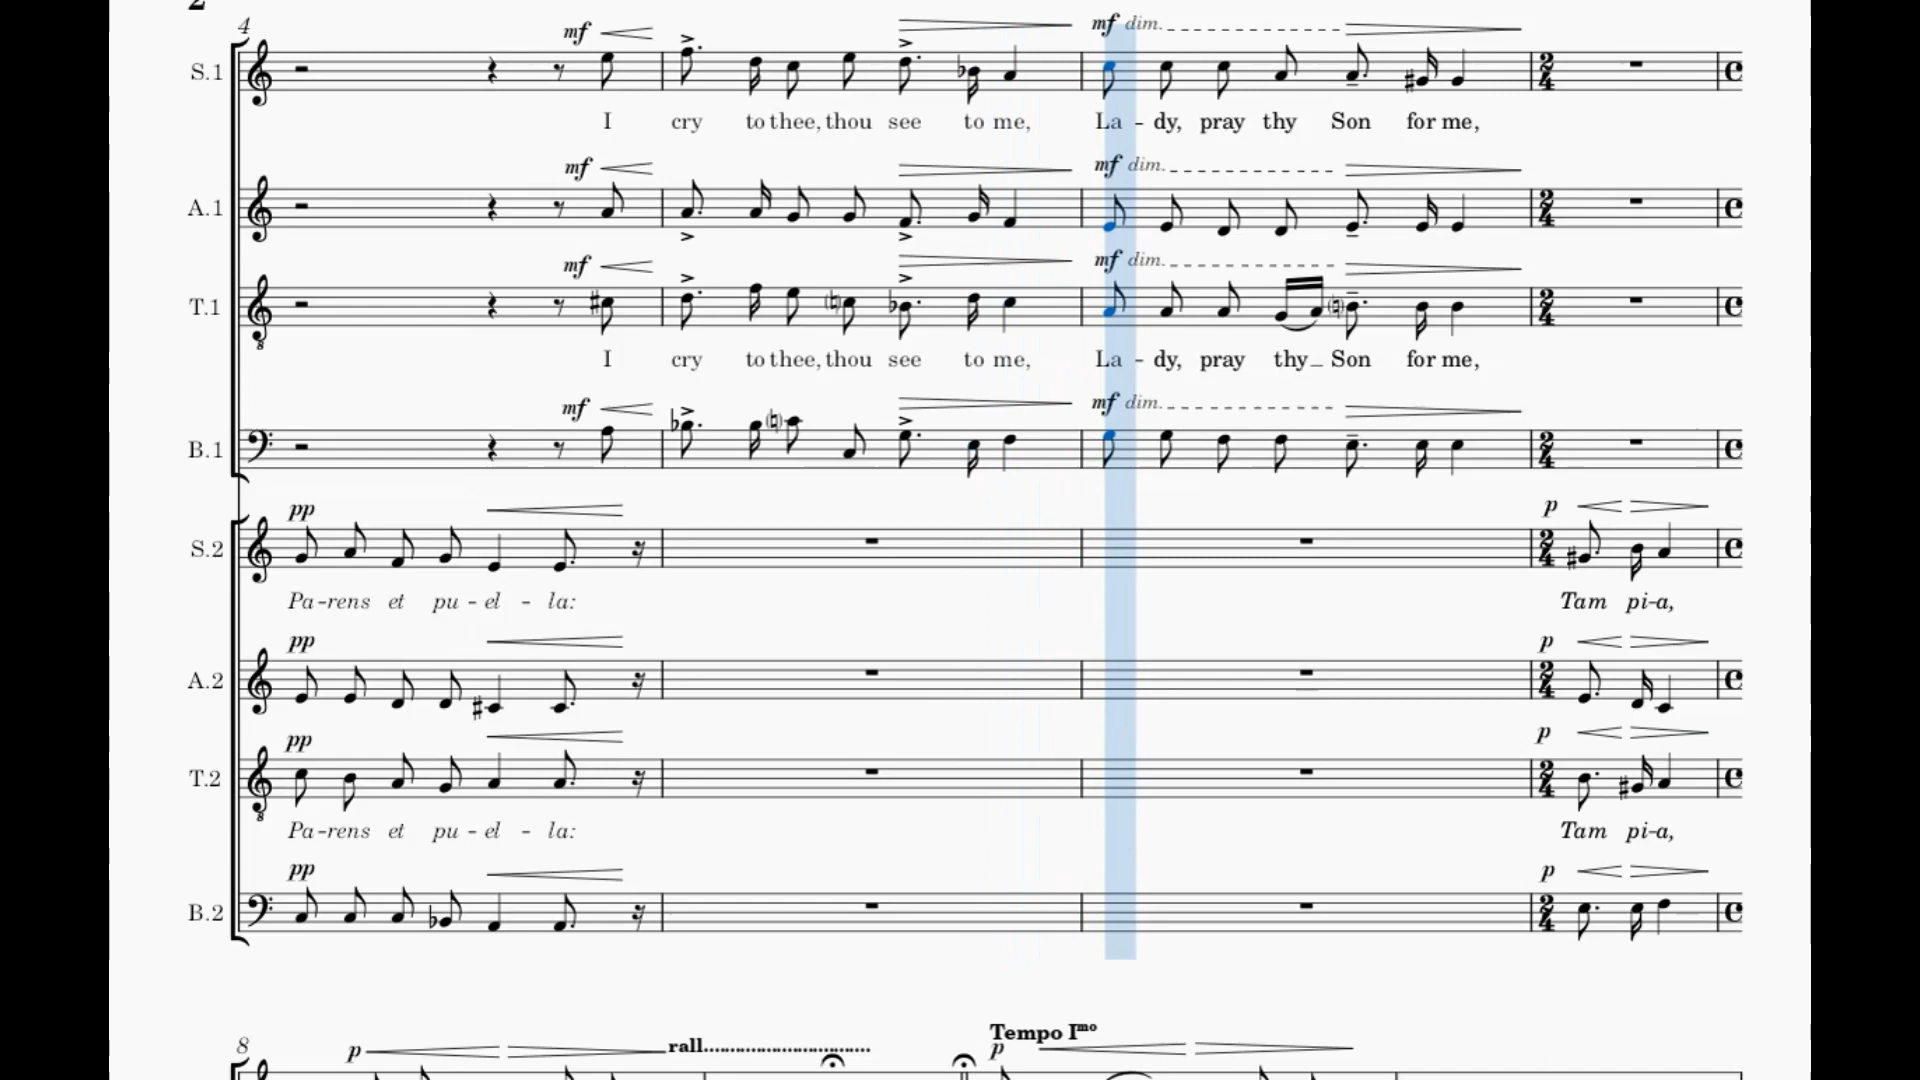 2
4
mf
mf dim.
S.1
I cry to thee, thou see to me, La - dy, pray thy Son for me,
mf
mf dim.
A.1
mf
mf dim.
T.1
I cry to thee, thou see to me, La - dy, pray thy_ Son for me,
mf
mf dim.
B.1
pp
p
S.2
Pa-rens et pu - el - la: Tam pi-a,
pp
p
A.2
pp
p
T.2
Pa-rens et pu - el - la: Tam pi-a,
pp
p
B.2
Tempo Iᵐᵒ
8
p
rall.
p